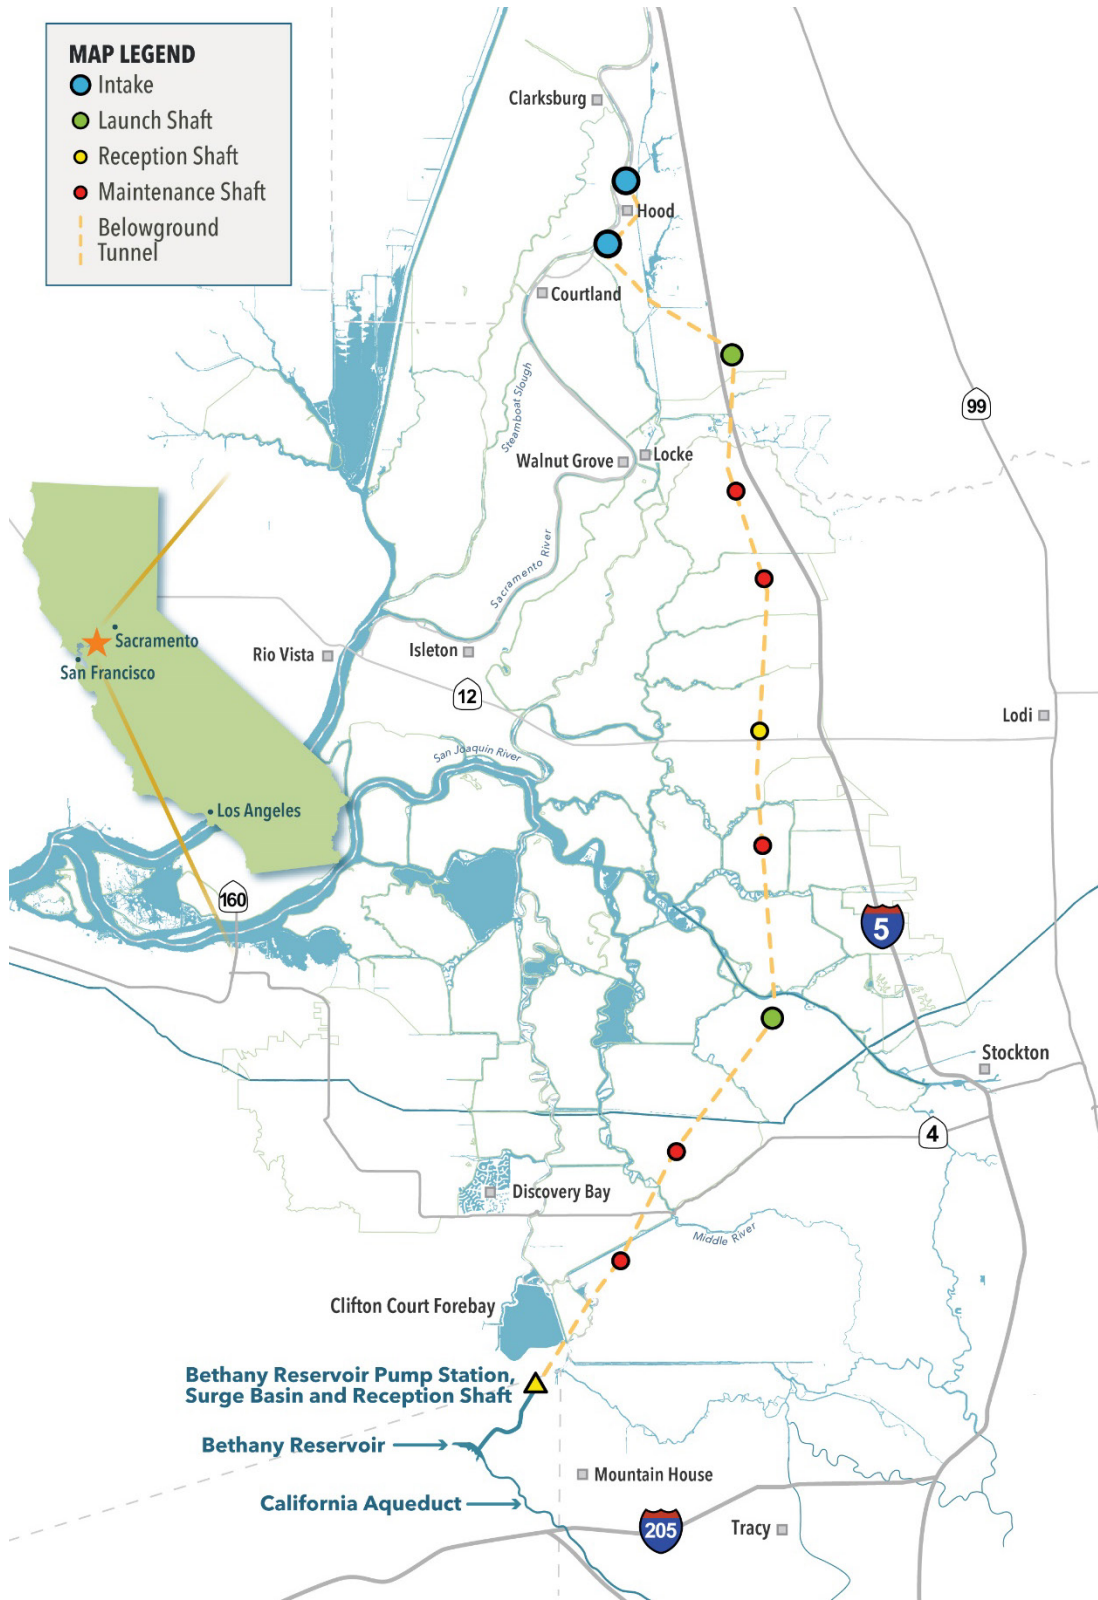 MAP LEGEND
Intake
Launch Shaft
Reception Shaft
Maintenance Shaft
Belowground
Tunnel
Clarksburg
Hood
Courtland
Steamboat Slough
99
Walnut Grove
Locke
Sacramento River
Sacramento
San Francisco
Los Angeles
Rio Vista
Isleton
12
Lodi
San Joaquin River
160
5
Stockton
4
Discovery Bay
Middle River
Clifton Court Forebay
Bethany Reservoir Pump Station,
Surge Basin and Reception Shaft
Bethany Reservoir
Mountain House
California Aqueduct
205
Tracy